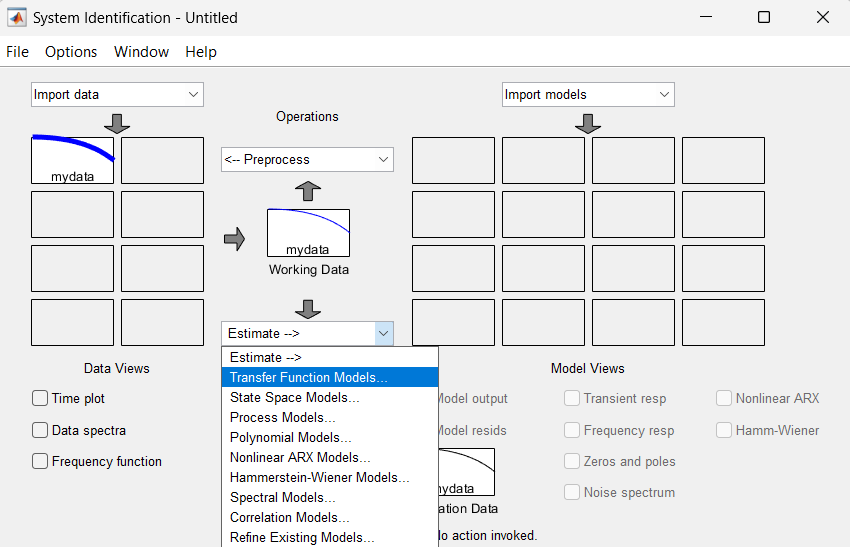 System Identification - Untitled
File Options Window Help
Import data
Import models
Operations
mydata
<-- Preprocess
mydata
Working Data
Estimate -->
Estimate -->
Transfer Function Models...
State Space Models...
Process Models...
Polynomial Models...
Nonlinear ARX Models...
Hammerstein-Wiener Models...
Spectral Models...
Correlation Models...
Refine Existing Models...
Data Views
Time plot
Data spectra
Frequency function
Model Views
Model output
Transient resp
Nonlinear ARX
Model resids
Frequency resp
Hamm-Wiener
Zeros and poles
Noise spectrum
mydata
ation Data
No action invoked.